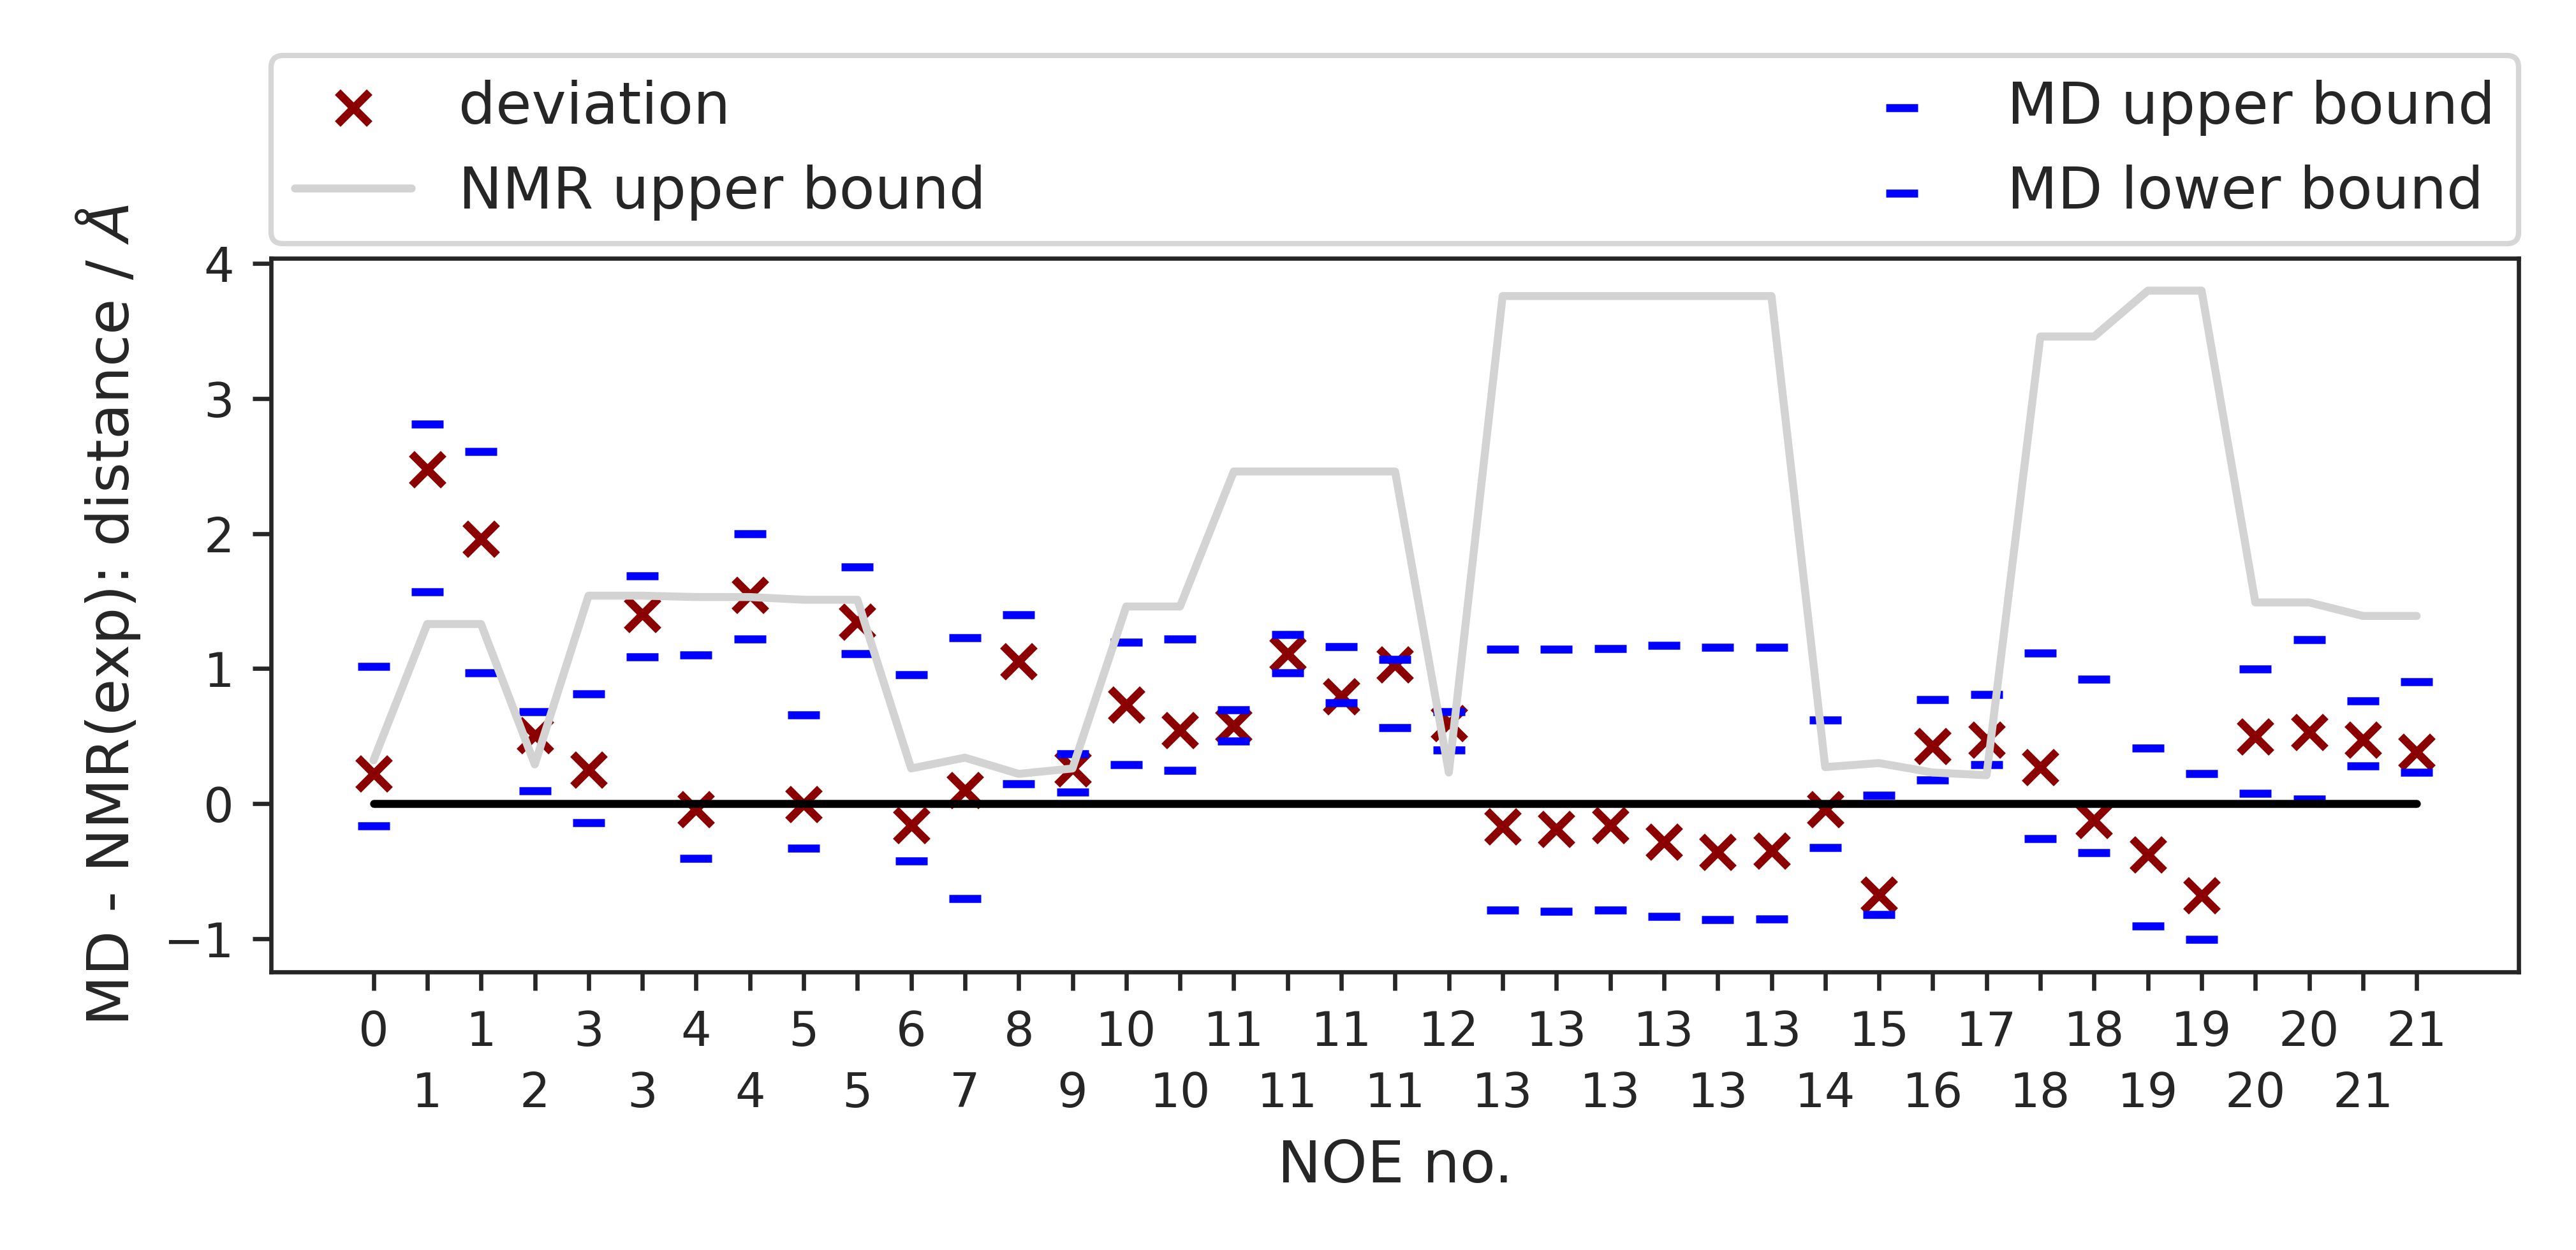 deviation
NMR upper bound
MD upper bound
MD lower bound
MD - NMR(exp): distance / Å
4
3
2
1
0
−1
0 1 3 4 5 6 8 10 11 11 12 13 13 13 15 17 18 19 20 21
1 2 3 4 5 7 9 10 11 11 13 13 13 14 16 18 19 20 21
NOE no.